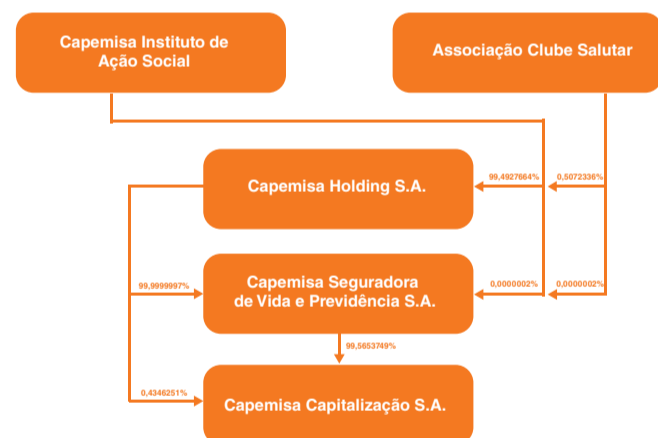 Capemisa Instituto de
Ação Social
Associação Clube Salutar
Capemisa Holding S.A.
99,4927664%
0,5072336%
99,9999997%
Capemisa Seguradora
de Vida e Previdência S.A.
0,0000002%
0,0000002%
99,5653749%
0,4346251%
Capemisa Capitalização S.A.